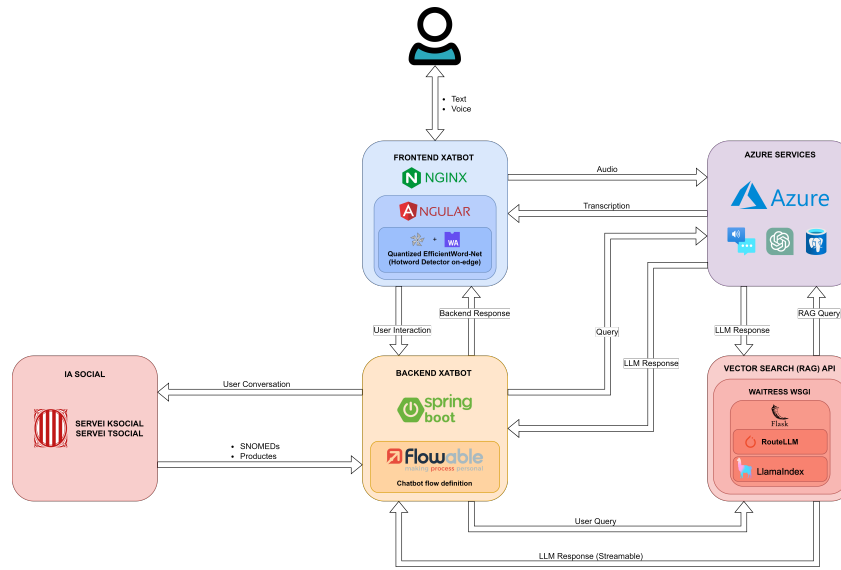 Text
Voice
FRONTEND XATBOT
NGINX
ANGULAR
+
WA
Quantized EfficientWord-Net
(Hotword Detector on-edge)
Audio
Transcription
AZURE SERVICES
Azure
User Interaction
Backend Response
Query
LLM Response
LLM Response
RAG Query
IA SOCIAL
SERVEI KSOCIAL
SERVEI TSOCIAL
User Conversation
SNOMEDs
Productes
BACKEND XATBOT
spring
boot
flowable
making process personal
Chatbot flow definition
VECTOR SEARCH (RAG) API
WAITRESS WSGI
Flask
RouteLLM
LlamaIndex
User Query
LLM Response (Streamable)